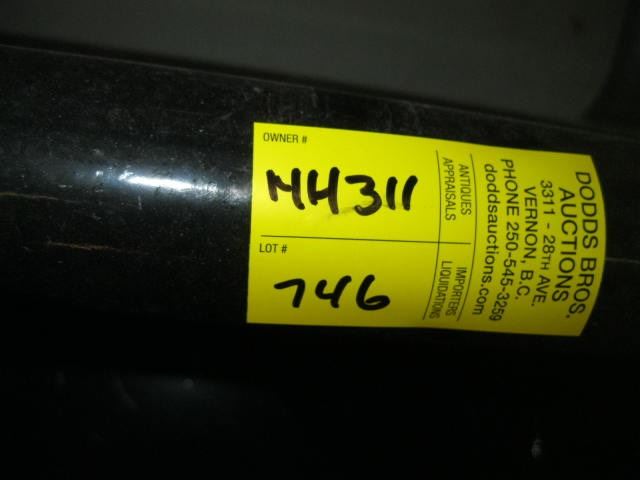 OWNER #
MH311
LOT #
746
ANTIQUES
APPRAISALS
IMPORTERS
LIQUIDATIONS
DODDS BROS.
AUCTIONS
3311 - 28TH AVE.
VERNON, B.C.
PHONE 250-545-3259
doddsauctions.com